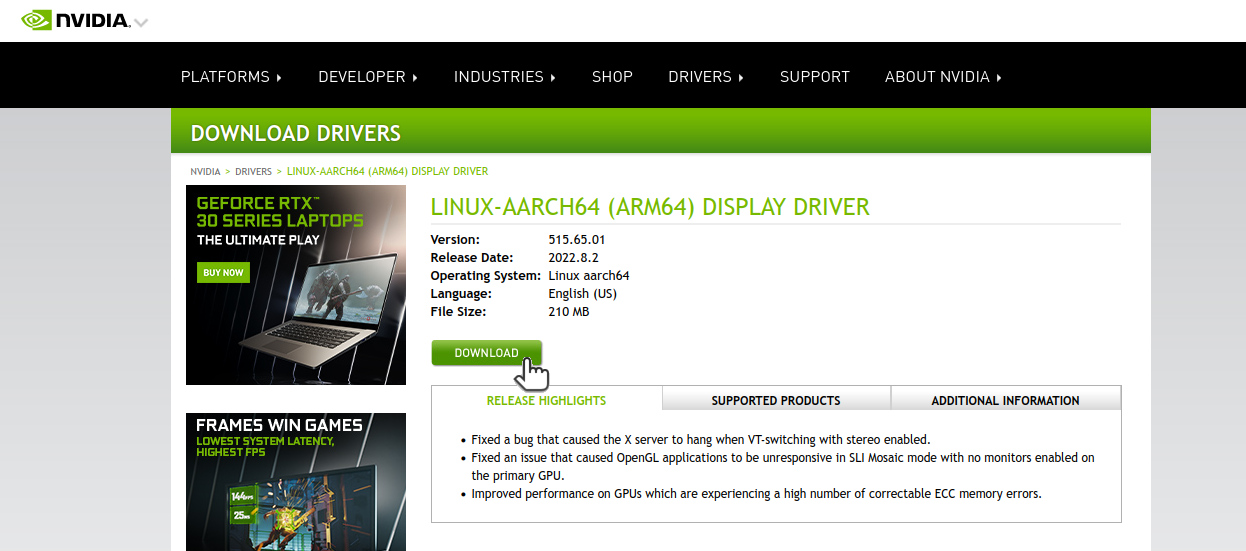 NVIDIA.
PLATFORMS DEVELOPER INDUSTRIES SHOP DRIVERS SUPPORT ABOUT NVIDIA
DOWNLOAD DRIVERS
NVIDIA > DRIVERS > LINUX-AARCH64 (ARM64) DISPLAY DRIVER
GEFORCE RTX™
30 SERIES LAPTOPS
THE ULTIMATE PLAY
BUY NOW
FRAMES WIN GAMES
LOWEST SYSTEM LATENCY,
HIGHEST FPS
144
25
LINUX-AARCH64 (ARM64) DISPLAY DRIVER
Version: 515.65.01
Release Date: 2022.8.2
Operating System: Linux aarch64
Language: English (US)
File Size: 210 MB
DOWNLOAD
RELEASE HIGHLIGHTS SUPPORTED PRODUCTS ADDITIONAL INFORMATION
• Fixed a bug that caused the X server to hang when VT-switching with stereo enabled.
• Fixed an issue that caused OpenGL applications to be unresponsive in SLI Mosaic mode with no monitors enabled on
the primary GPU.
• Improved performance on GPUs which are experiencing a high number of correctable ECC memory errors.